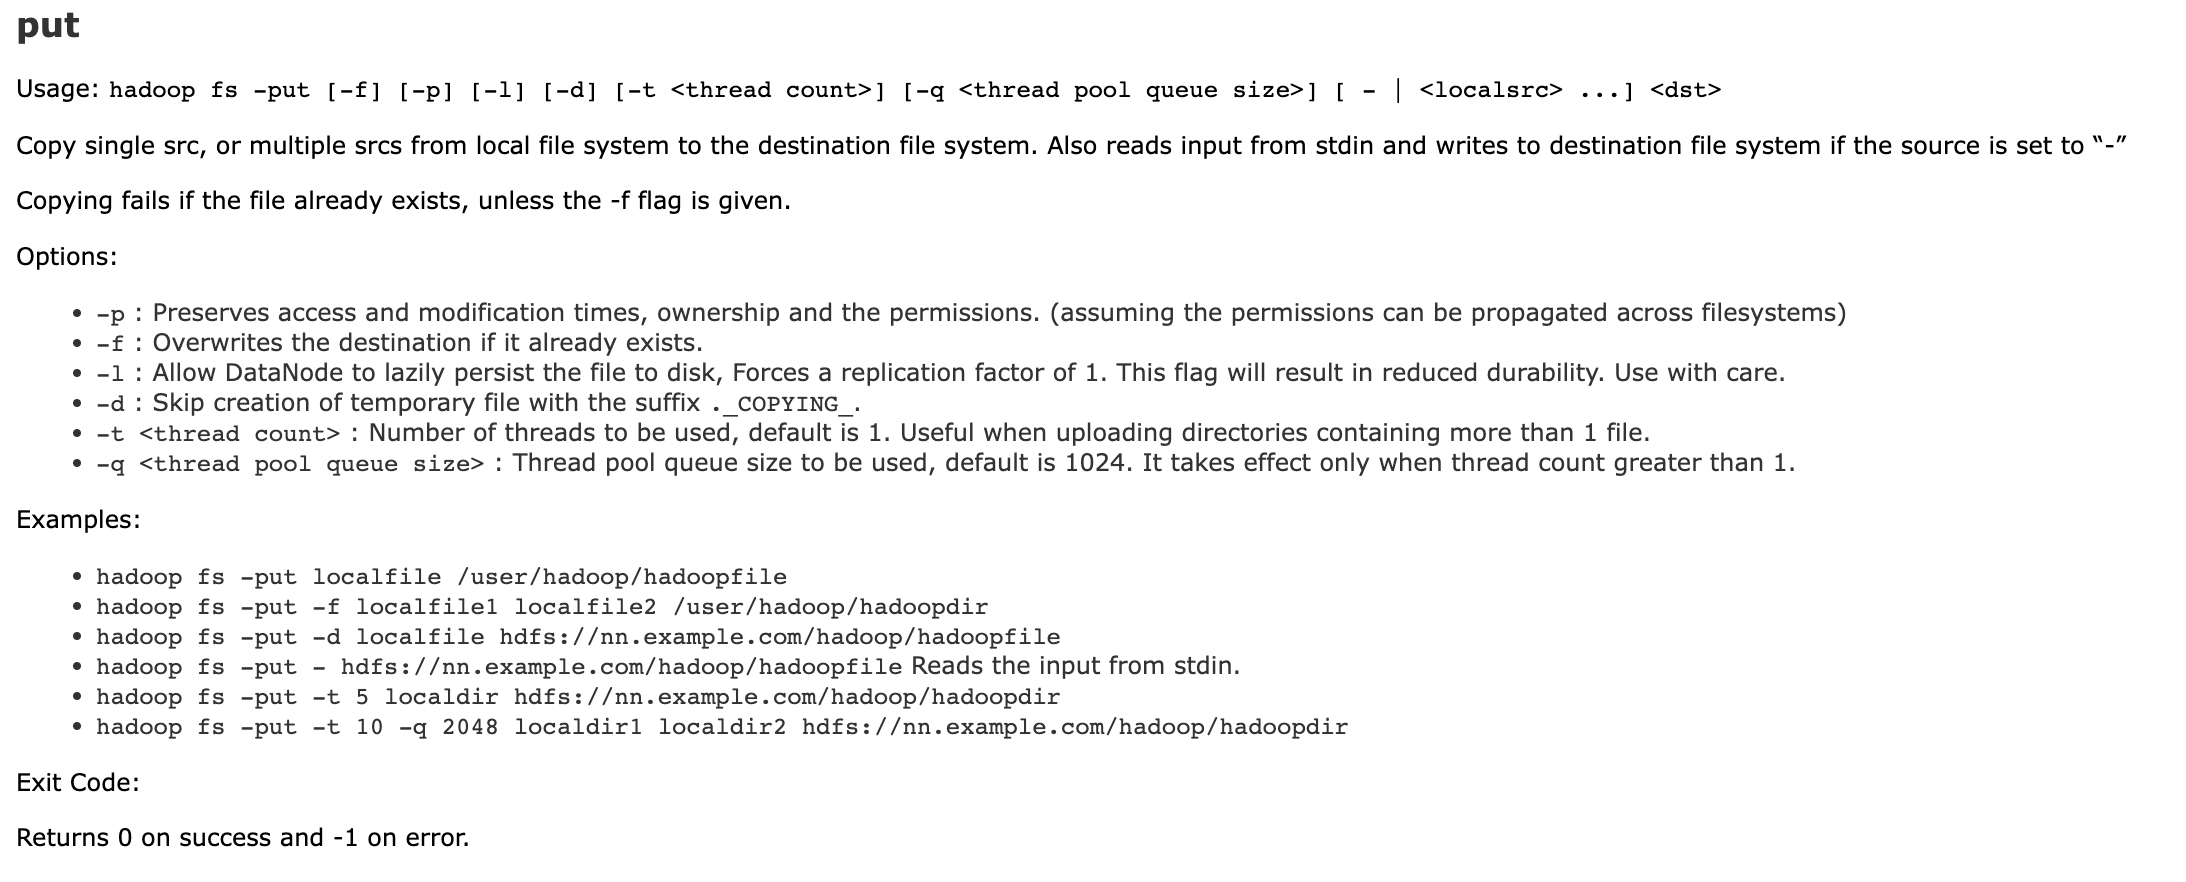 put
Usage: hadoop fs -put [-f] [-p] [-l] [-d] [-t <thread count>] [-q <thread pool queue size>] [ - | <localsrc> ...] <dst>
Copy single src, or multiple srcs from local file system to the destination file system. Also reads input from stdin and writes to destination file system if the source is set to “-”
Copying fails if the file already exists, unless the -f flag is given.
Options:
• -p : Preserves access and modification times, ownership and the permissions. (assuming the permissions can be propagated across filesystems)
• -f : Overwrites the destination if it already exists.
• -l : Allow DataNode to lazily persist the file to disk, Forces a replication factor of 1. This flag will result in reduced durability. Use with care.
• -d : Skip creation of temporary file with the suffix ._COPYING_.
• -t <thread count> : Number of threads to be used, default is 1. Useful when uploading directories containing more than 1 file.
• -q <thread pool queue size> : Thread pool queue size to be used, default is 1024. It takes effect only when thread count greater than 1.
Examples:
• hadoop fs -put localfile /user/hadoop/hadoopfile
• hadoop fs -put -f localfile1 localfile2 /user/hadoop/hadoopdir
• hadoop fs -put -d localfile hdfs://nn.example.com/hadoop/hadoopfile
• hadoop fs -put - hdfs://nn.example.com/hadoop/hadoopfile Reads the input from stdin.
• hadoop fs -put -t 5 localdir hdfs://nn.example.com/hadoop/hadoopdir
• hadoop fs -put -t 10 -q 2048 localdir1 localdir2 hdfs://nn.example.com/hadoop/hadoopdir
Exit Code:
Returns 0 on success and -1 on error.